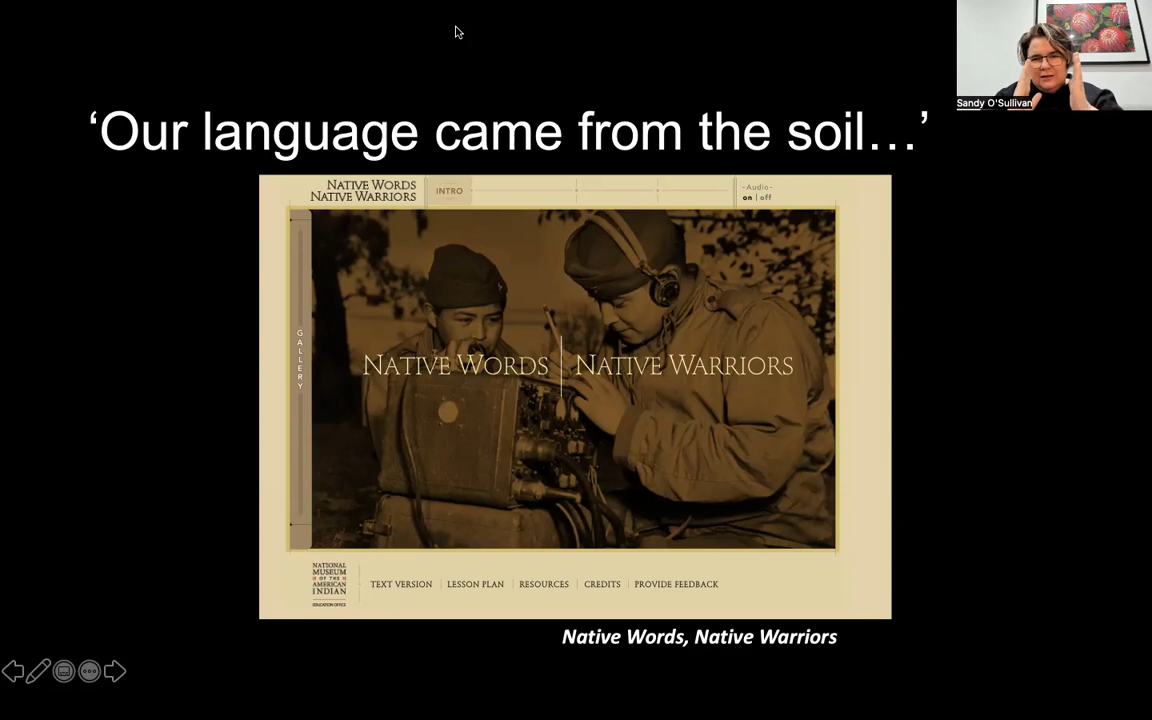 Sandy O'Sullivan
‘Our language came from the soil…’
NATIVE WORDS
NATIVE WARRIORS
INTRO
-Audio-
on | off
GALLERY
NATIVE WORDS | NATIVE WARRIORS
NATIONAL
MUSEUM
OF THE
AMERICAN
INDIAN
EDUCATION OFFICE
TEXT VERSION | LESSON PLAN | RESOURCES | CREDITS | PROVIDE FEEDBACK
Native Words, Native Warriors